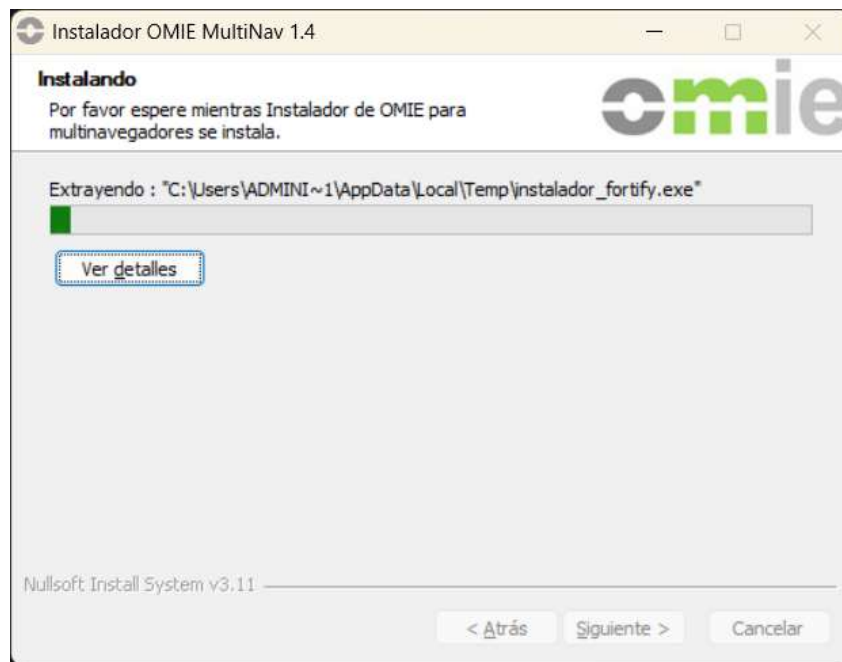 Instalador OMIE MultiNav 1.4
Instalando
Por favor espere mientras Instalador de OMIE para
multinavegadores se instala.
omie
Extrayendo : "C:\Users\ADMINI~1\AppData\Local\Temp\instalador_fortify.exe"
Ver detalles
Nullsoft Install System v3.11
< Atrás
Siguiente >
Cancelar